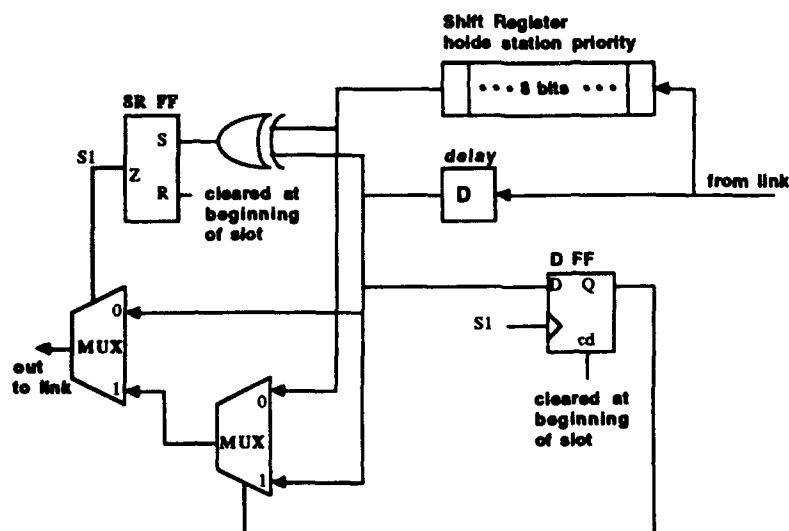 Shift Register
holds station priority
• • • 8 bits • • •
SR FF
S
S1
Z
R
cleared at
beginning
of slot
delay
D
from link
D FF
D Q
S1
cd
cleared at
beginning
of slot
0
MUX
1
out
to link
0
MUX
1